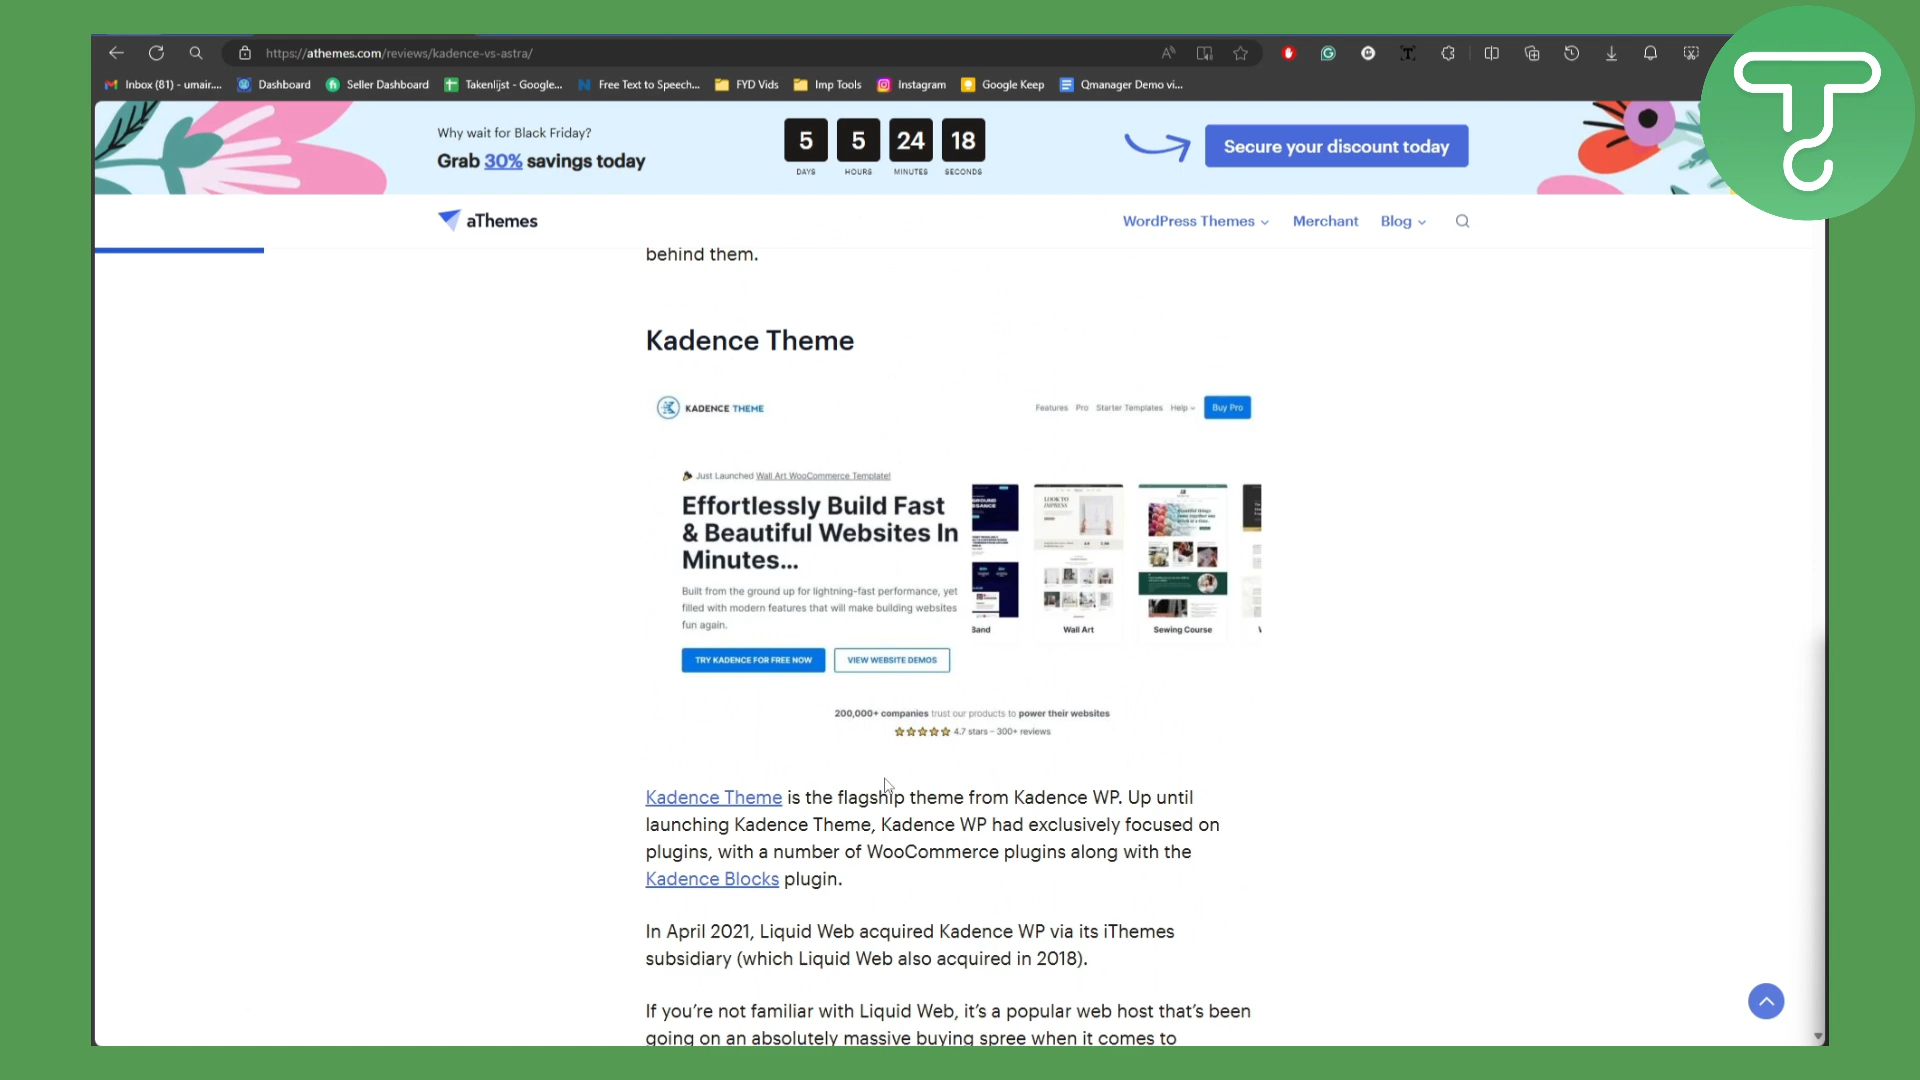 https://athemes.com/reviews/kadence-vs-astra/
Inbox (81) - umair....
Dashboard
Seller Dashboard
Takenlijst - Google...
Free Text to Speech...
FYD Vids
Imp Tools
Instagram
Google Keep
Qmanager Demo vi...
Why wait for Black Friday?
Grab 30% savings today
5 5 24 18
DAYS HOURS MINUTES SECONDS
Secure your discount today
aThemes
WordPress Themes
Merchant
Blog
behind them.
Kadence Theme
KADENCE THEME
Features Pro Starter Templates Help
Buy Pro
Just Launched Wall Art WooCommerce Template!
Effortlessly Build Fast
& Beautiful Websites In
Minutes...
Built from the ground up for lightning-fast performance, yet
filled with modern features that will make building websites
fun again.
TRY KADENCE FOR FREE NOW
VIEW WEBSITE DEMOS
LOOK TO
IMPRESS
Band
Wall Art
Sewing Course
200,000+ companies trust our products to power their websites
4.7 stars – 300+ reviews
Kadence Theme is the flagship theme from Kadence WP. Up until
launching Kadence Theme, Kadence WP had exclusively focused on
plugins, with a number of WooCommerce plugins along with the
Kadence Blocks plugin.
In April 2021, Liquid Web acquired Kadence WP via its iThemes
subsidiary (which Liquid Web also acquired in 2018).
If you’re not familiar with Liquid Web, it’s a popular web host that’s been
going on an absolutely massive buying spree when it comes to